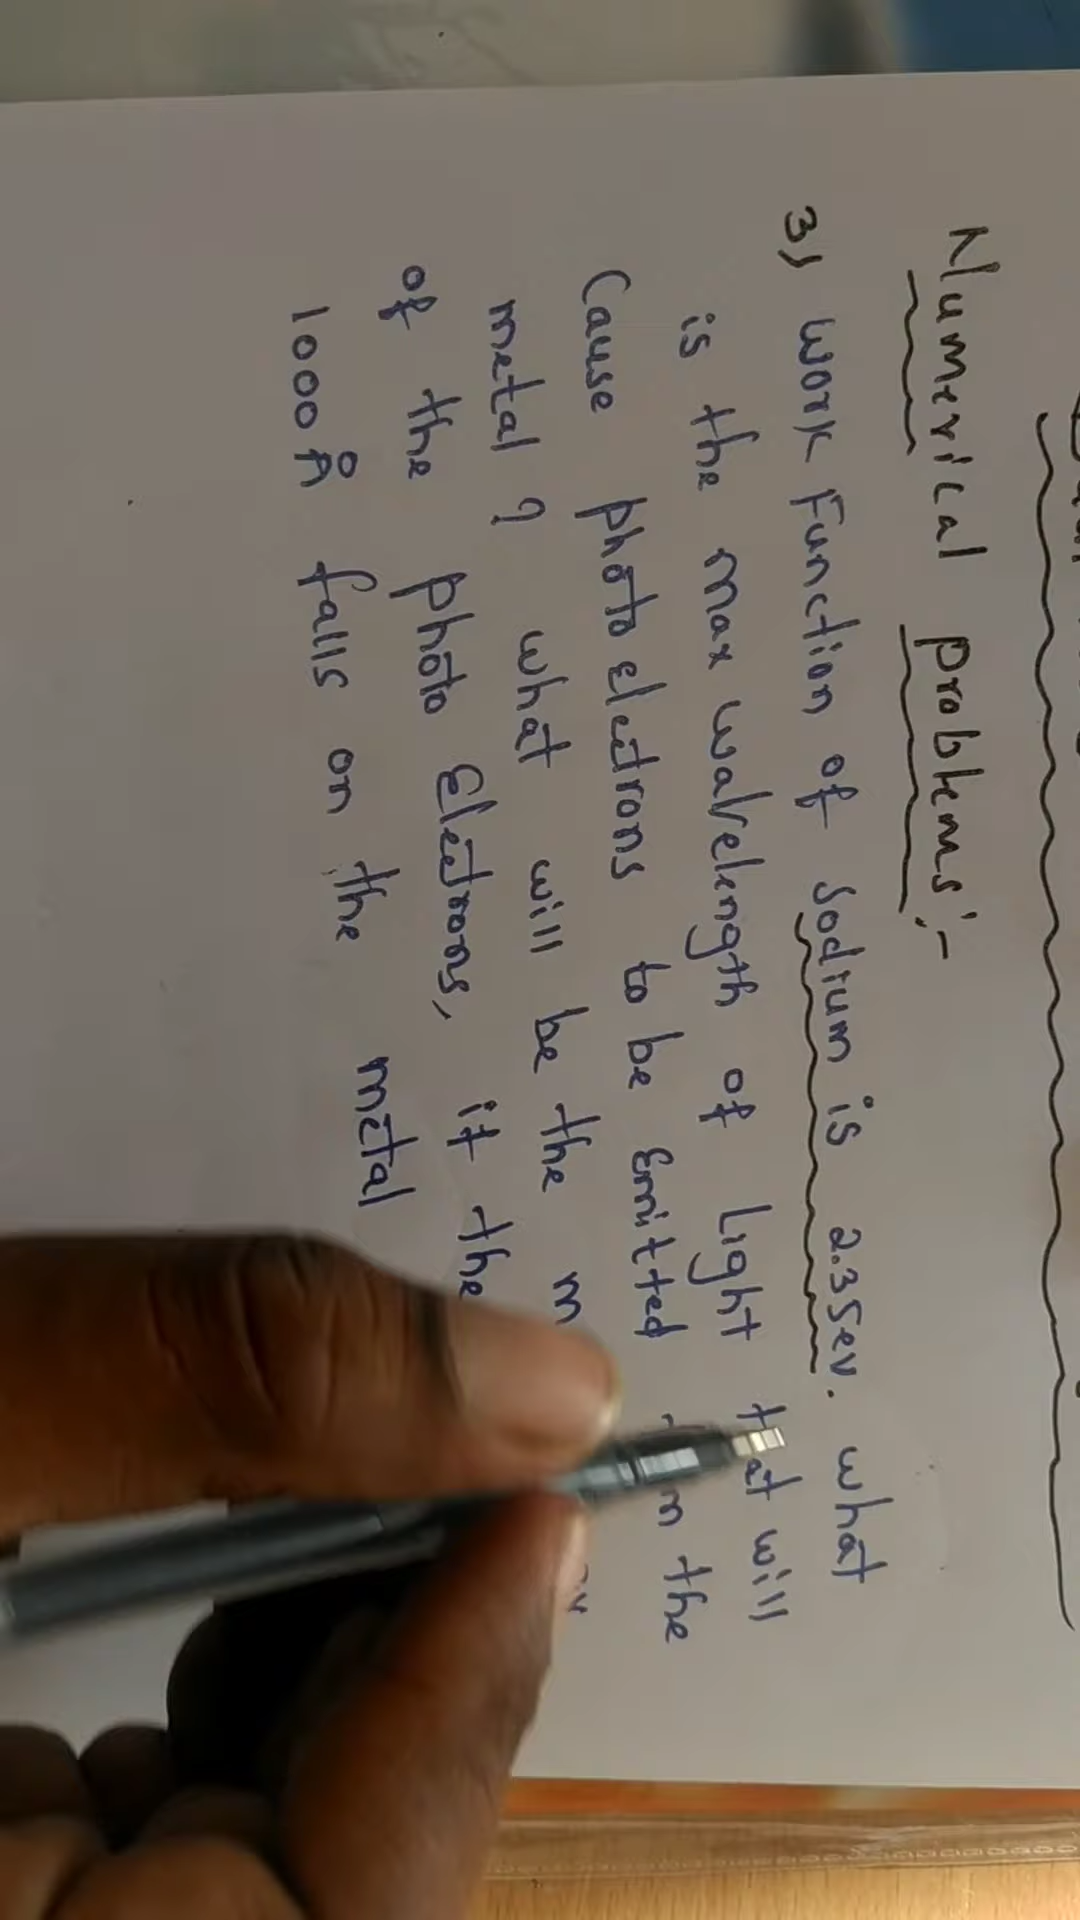 Numerical problems:-
3) Work Function of Sodium is 2.35ev. what
is the max wavelength of Light that will
Cause photo electrons to be Emitted the
metal ? what will be the
of the photo Electrons, if the
1000 Å falls on the metal